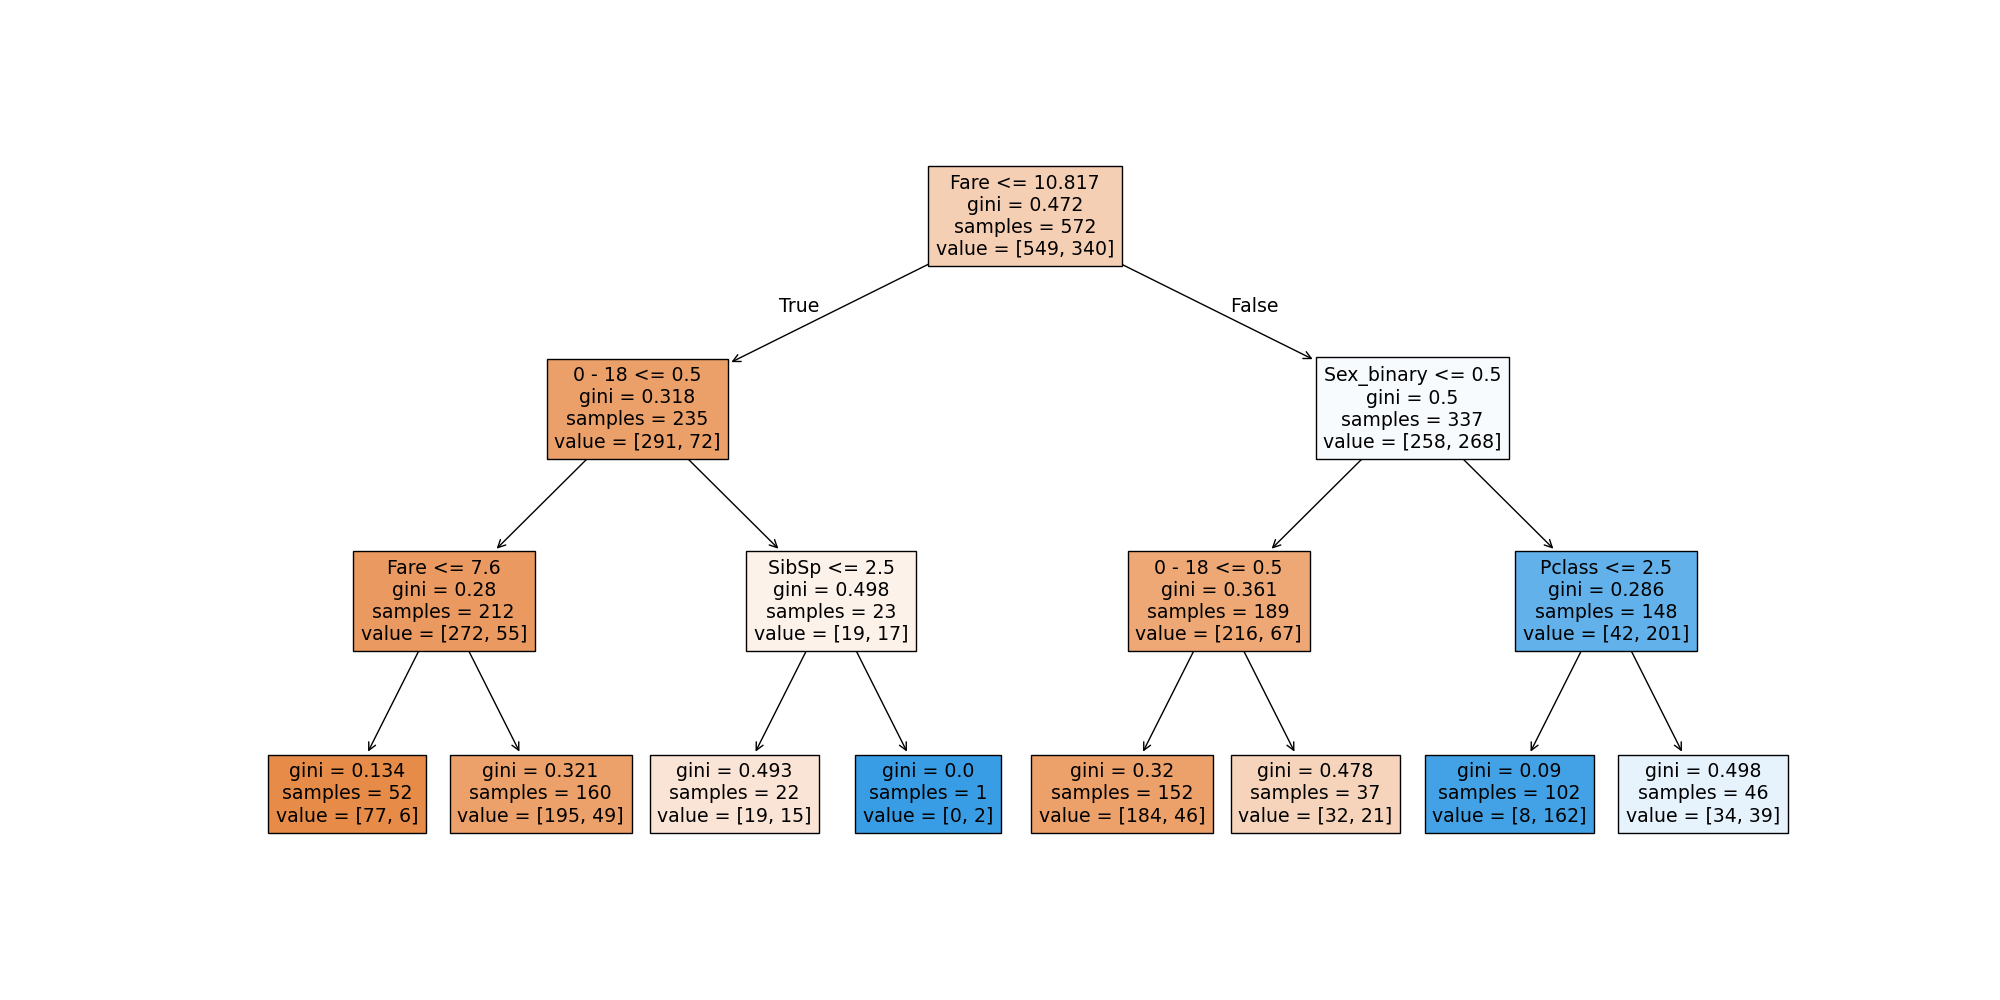 Fare <= 10.817
gini = 0.472
samples = 572
value = [549, 340]
True
False
0 - 18 <= 0.5
gini = 0.318
samples = 235
value = [291, 72]
Sex_binary <= 0.5
gini = 0.5
samples = 337
value = [258, 268]
Fare <= 7.6
gini = 0.28
samples = 212
value = [272, 55]
SibSp <= 2.5
gini = 0.498
samples = 23
value = [19, 17]
0 - 18 <= 0.5
gini = 0.361
samples = 189
value = [216, 67]
Pclass <= 2.5
gini = 0.286
samples = 148
value = [42, 201]
gini = 0.134
samples = 52
value = [77, 6]
gini = 0.321
samples = 160
value = [195, 49]
gini = 0.493
samples = 22
value = [19, 15]
gini = 0.0
samples = 1
value = [0, 2]
gini = 0.32
samples = 152
value = [184, 46]
gini = 0.478
samples = 37
value = [32, 21]
gini = 0.09
samples = 102
value = [8, 162]
gini = 0.498
samples = 46
value = [34, 39]